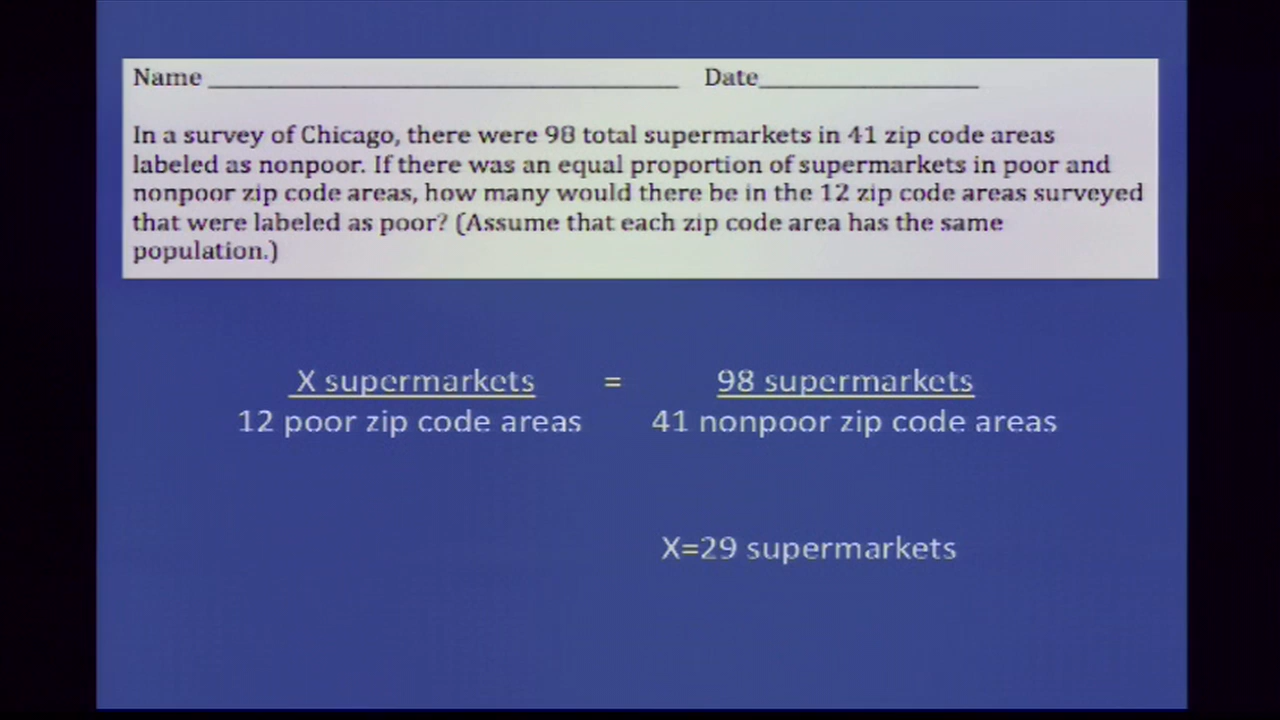 Name ______________________________ Date______________
In a survey of Chicago, there were 98 total supermarkets in 41 zip code areas
labeled as nonpoor. If there was an equal proportion of supermarkets in poor and
nonpoor zip code areas, how many would there be in the 12 zip code areas surveyed
that were labeled as poor? (Assume that each zip code area has the same
population.)
X supermarkets = 98 supermarkets
12 poor zip code areas 41 nonpoor zip code areas
X=29 supermarkets